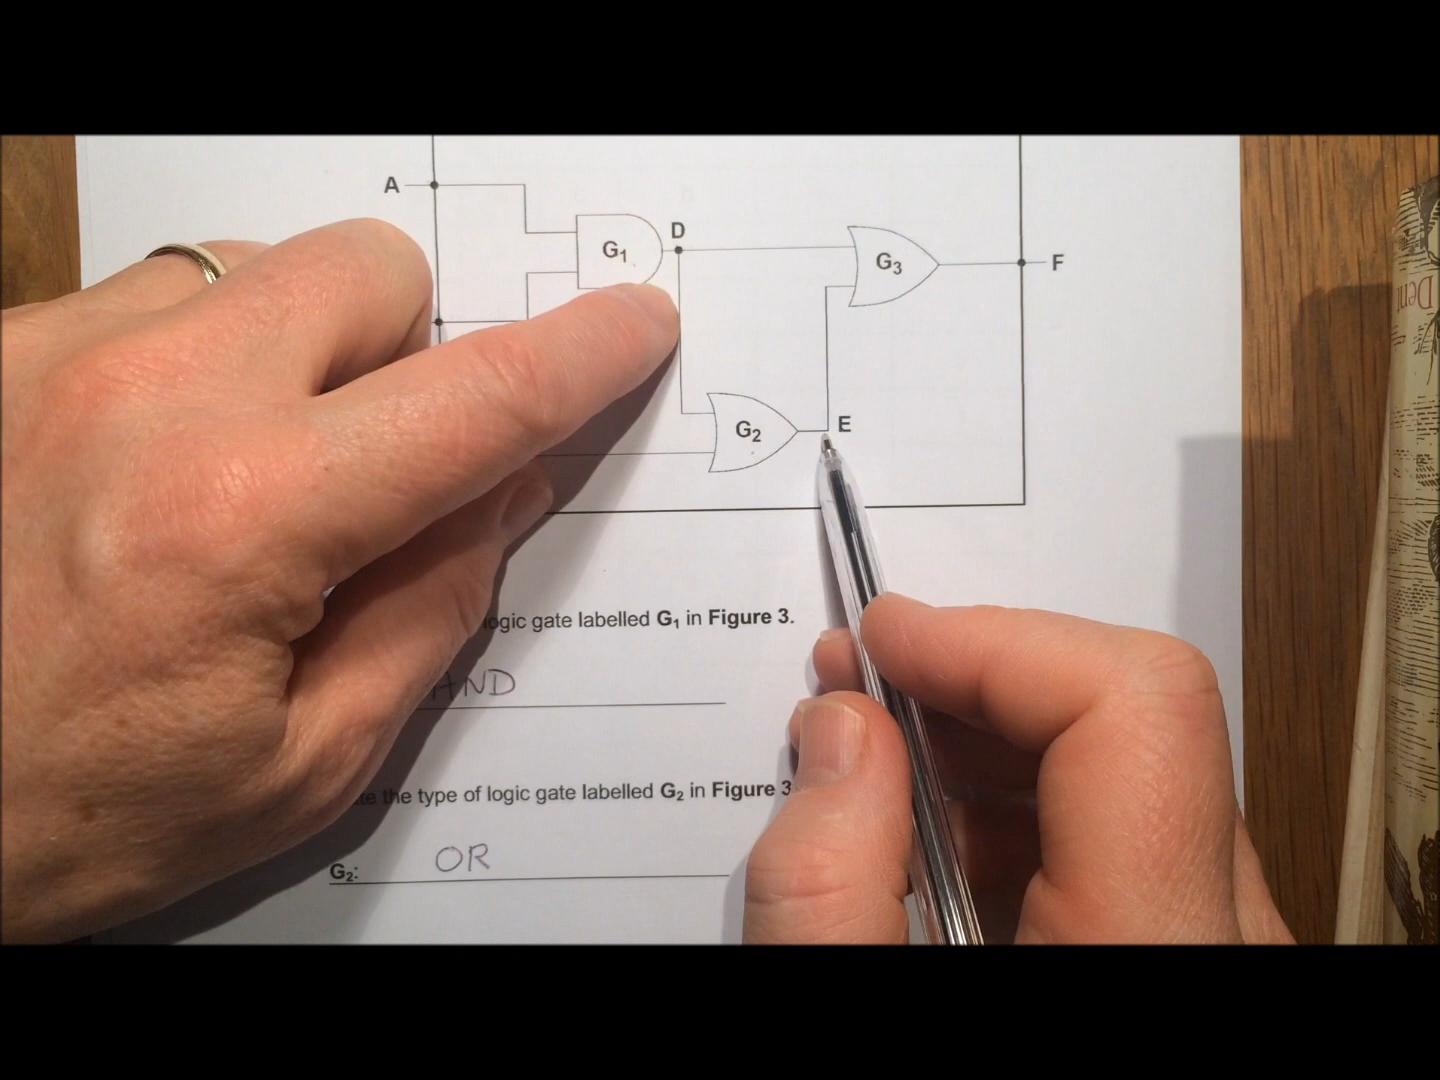 A
G₁
D
G₃
F
G₂
E
logic gate labelled G₁ in Figure 3.
AND
the type of logic gate labelled G₂ in Figure 3
G₂: OR